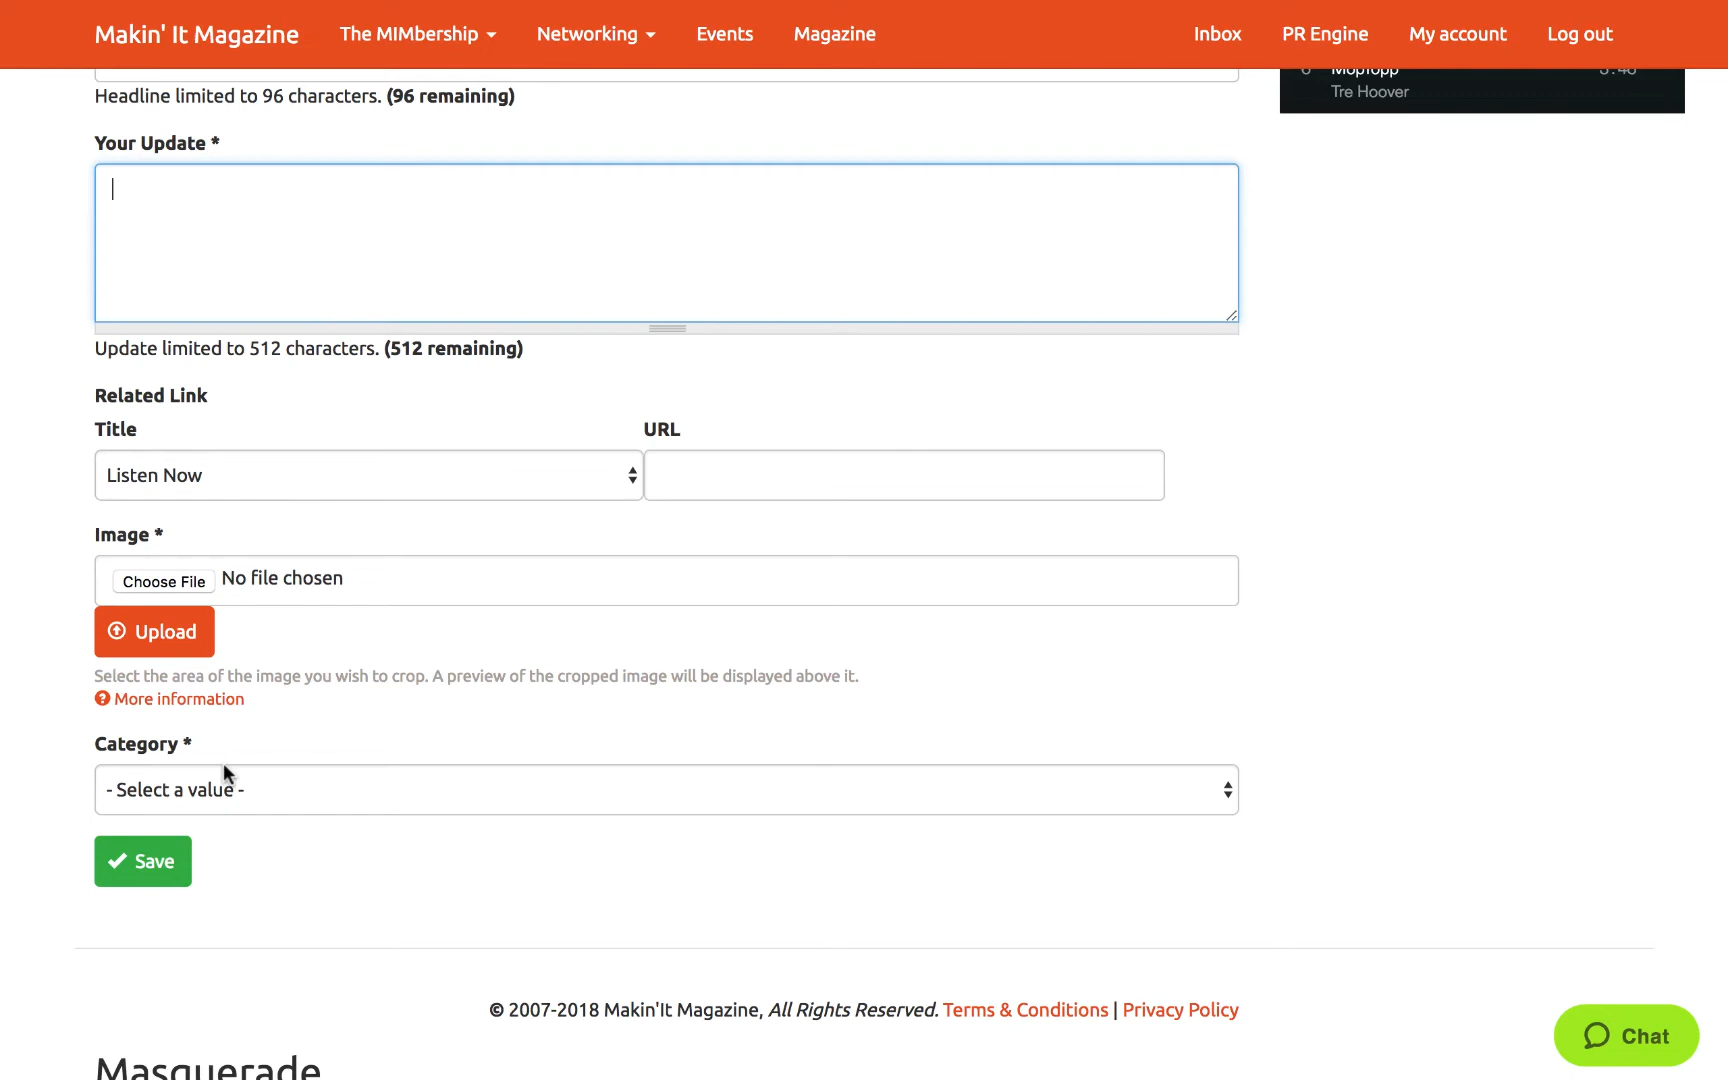 Makin' It Magazine The MIMbership Networking Events Magazine Inbox PR Engine My account Log out
Tre Hoover
Headline limited to 96 characters. (96 remaining)
Your Update *
Update limited to 512 characters. (512 remaining)
Related Link
Title URL
Listen Now
Image *
Choose File No file chosen
Upload
Select the area of the image you wish to crop. A preview of the cropped image will be displayed above it.
More information
Category *
- Select a value -
Save
© 2007-2018 Makin'It Magazine, All Rights Reserved. Terms & Conditions | Privacy Policy
Chat
Masquerade